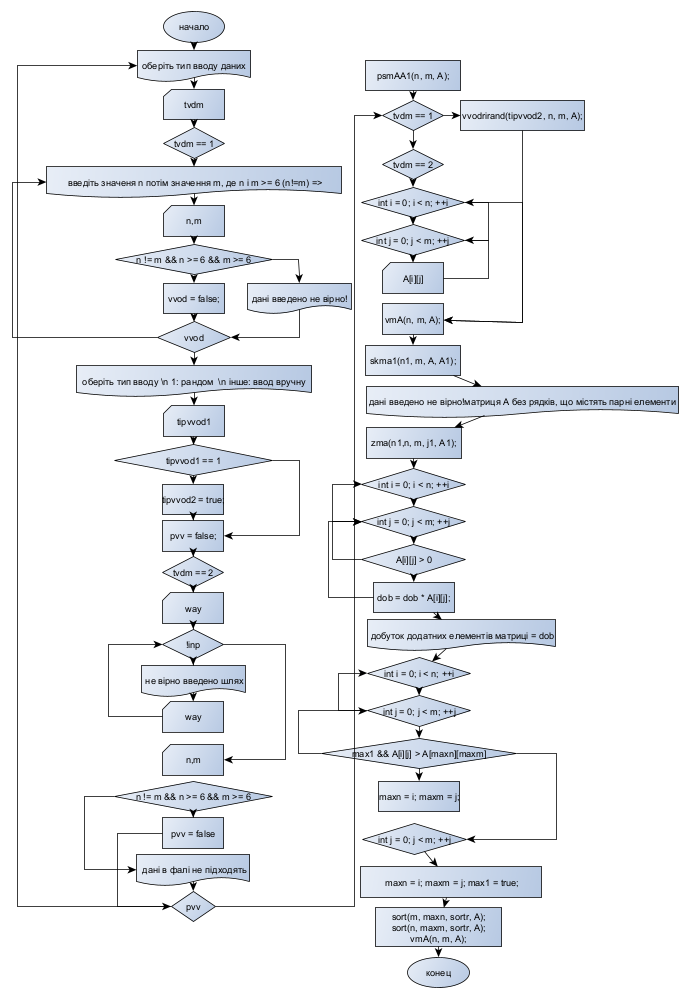 начало
оберіть тип вводу даних
tvdm
tvdm == 1
введіть значеня n потім значення m, де n і m >= 6 (n!=m) =>
n,m
n != m && n >= 6 && m >= 6
vvod = false;
дані введено не вірно!
vvod
оберіть тип вводу \n 1: рандом \n інше: ввод вручну
tipvvod1
tipvvod1 == 1
tipvvod2 = true;
pvv = false;
tvdm == 2
way
!inp
не вірно введено шлях
way
n,m
n != m && n >= 6 && m >= 6
pvv = false
дані в фалі не підходять
pvv
psmAA1(n, m, A);
tvdm == 1
vvodrirand(tipvvod2, n, m, A);
tvdm == 2
int i = 0; i < n; ++i
int j = 0; j < m; ++j
A[i][j]
vmA(n, m, A);
skma1(n1, m, A, A1);
дані введено не вірно!матриця А без рядків, що містять парні елементи
zma(n1,n, m, j1, A1);
int i = 0; i < n; ++i
int j = 0; j < m; ++j
A[i][j] > 0
dob = dob * A[i][j];
добуток додатних елементів матриці = dob
int i = 0; i < n; ++i
int j = 0; j < m; ++j
max1 && A[i][j] > A[maxn][maxm]
maxn = i; maxm = j;
int j = 0; j < m; ++j
maxn = i; maxm = j; max1 = true;
sort(m, maxn, sortr, A);
sort(n, maxm, sortr, A);
vmA(n, m, A);
конец